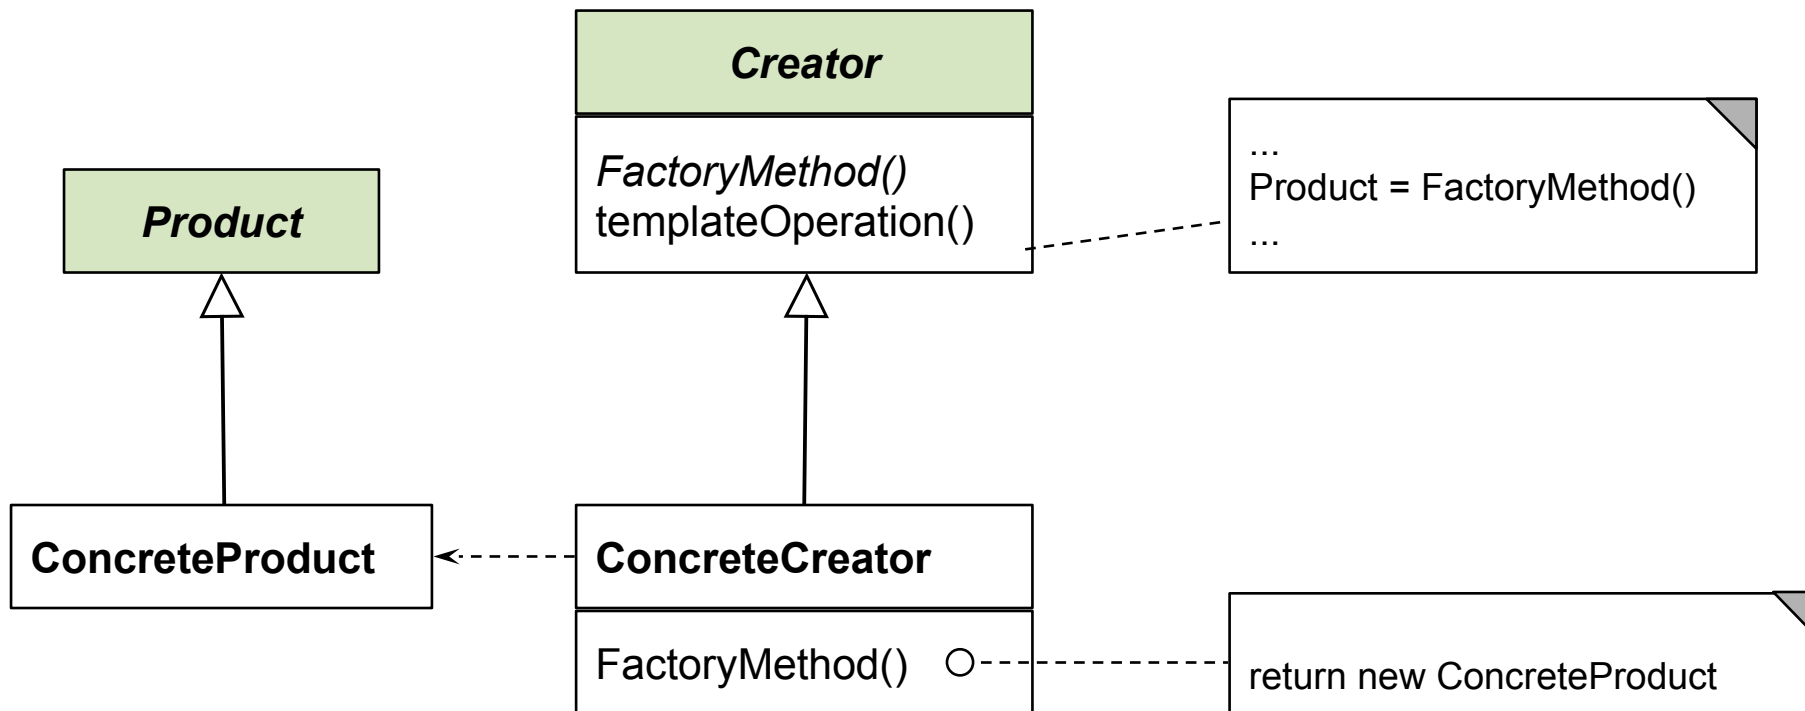 Creator
FactoryMethod()
templateOperation()
...
Product = FactoryMethod()
...
Product
ConcreteProduct
ConcreteCreator
FactoryMethod()
return new ConcreteProduct